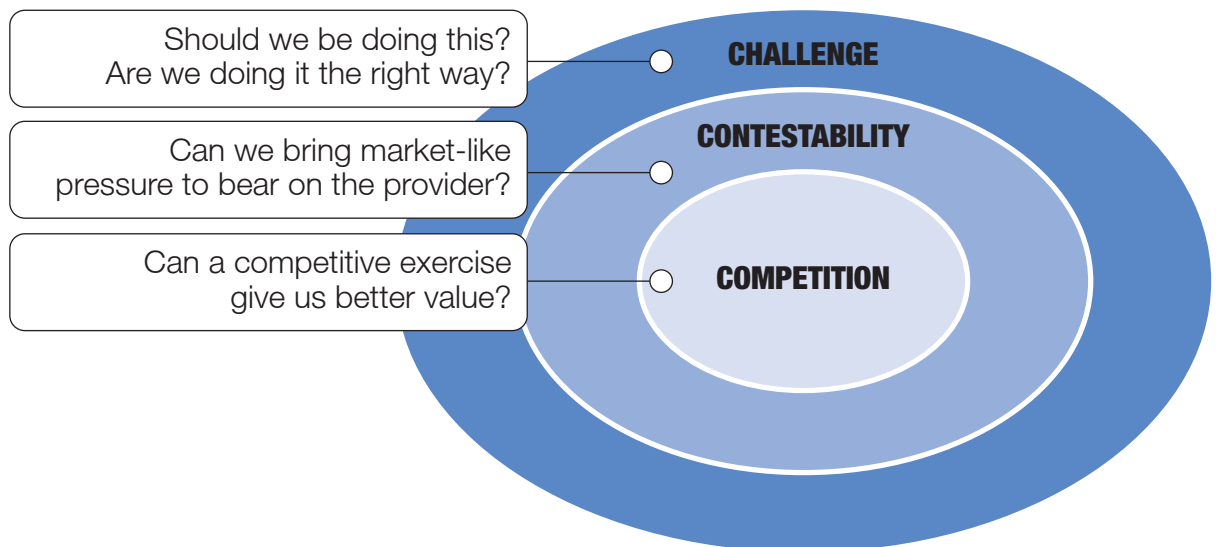 Should we be doing this?
Are we doing it the right way?
CHALLENGE
Can we bring market-like
pressure to bear on the provider?
CONTESTABILITY
Can a competitive exercise
give us better value?
COMPETITION